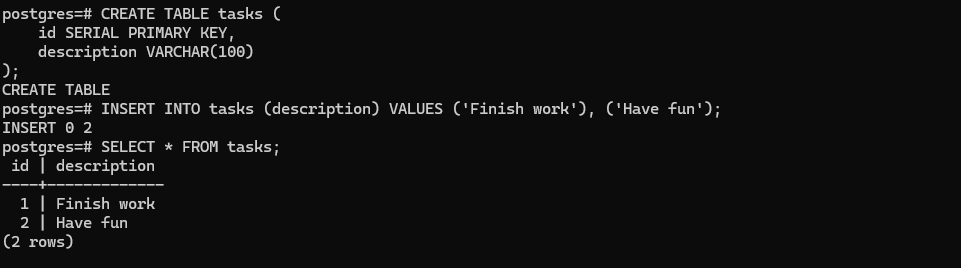 postgres=# CREATE TABLE tasks (
    id SERIAL PRIMARY KEY,
    description VARCHAR(100)
);
CREATE TABLE
postgres=# INSERT INTO tasks (description) VALUES ('Finish work'), ('Have fun');
INSERT 0 2
postgres=# SELECT * FROM tasks;
 id | description
----+-------------
  1 | Finish work
  2 | Have fun
(2 rows)